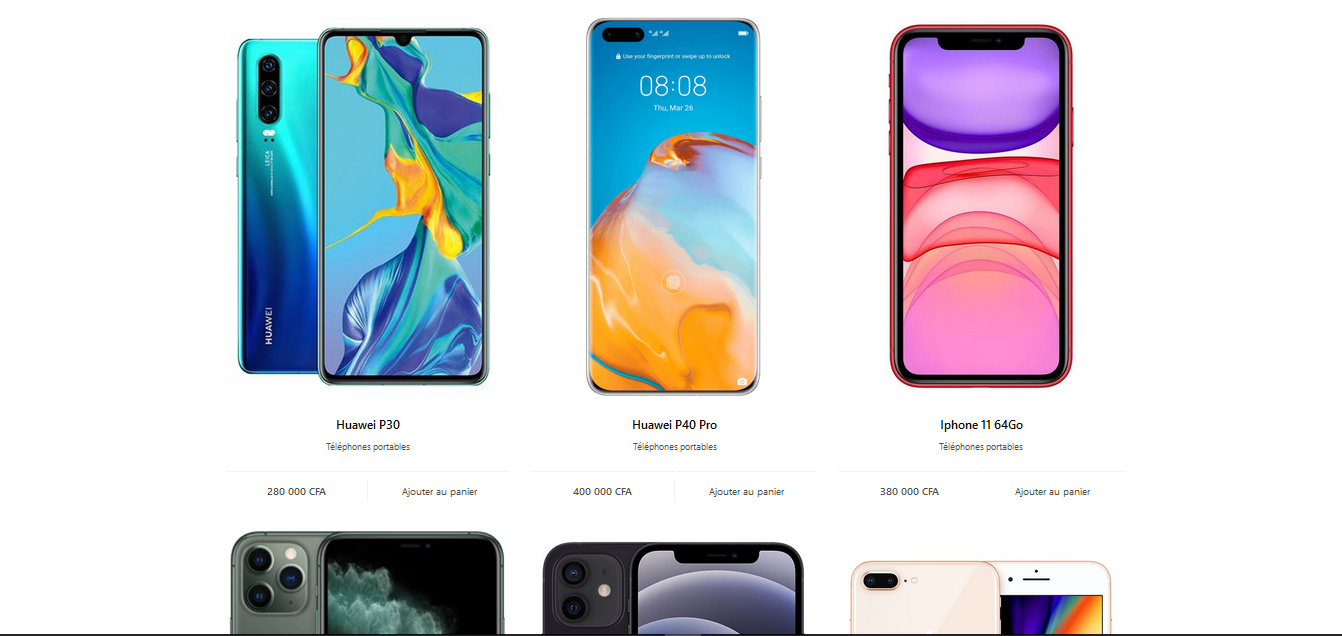 LEICA
HUAWEI
Use your fingerprint or swipe up to unlock
08:08
Thu, Mar 26
Huawei P30
Téléphones portables
280 000 CFA
Ajouter au panier
Huawei P40 Pro
Téléphones portables
400 000 CFA
Ajouter au panier
Iphone 11 64Go
Téléphones portables
380 000 CFA
Ajouter au panier